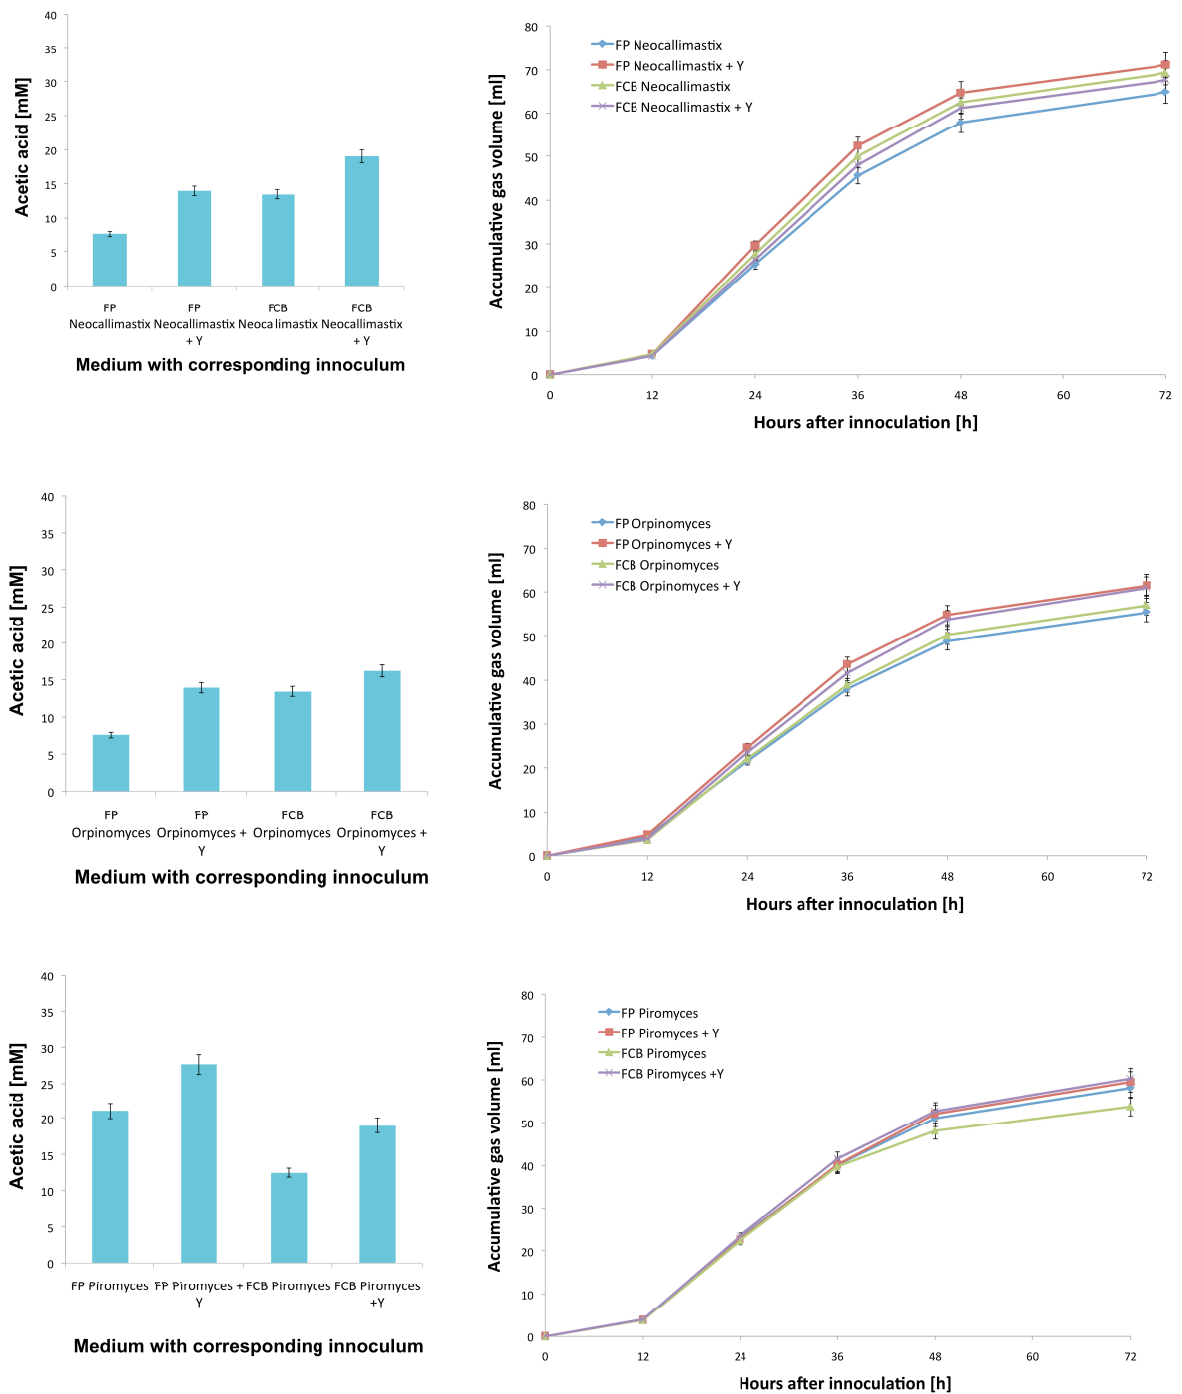 40
35
30
25
20
15
10
5
0
Acetic acid [mM]
FP
Neocallimastix
FP
Neocallimastix
+ Y
FCB
Neocallimastix
FCB
Neocallimastix
+ Y
Medium with corresponding innoculum
80
70
60
50
40
30
20
10
0
Accumulative gas volume [ml]
FP Neocallimastix
FP Neocallimastix + Y
FCB Neocallimastix
FCB Neocallimastix + Y
0 12 24 36 48 60 72
Hours after innoculation [h]
40
35
30
25
20
15
10
5
0
Acetic acid [mM]
FP
Orpinomyces
FP
Orpinomyces +
Y
FCB
Orpinomyces
FCB
Orpinomyces +
Y
Medium with corresponding innoculum
80
70
60
50
40
30
20
10
0
Accumulative gas volume [ml]
FP Orpinomyces
FP Orpinomyces + Y
FCB Orpinomyces
FCB Orpinomyces + Y
0 12 24 36 48 60 72
Hours after innoculation [h]
40
35
30
25
20
15
10
5
0
Acetic acid [mM]
FP Piromyces
FP Piromyces +
Y
FCB Piromyces
FCB Piromyces
+Y
Medium with corresponding innoculum
80
70
60
50
40
30
20
10
0
Accumulative gas volume [ml]
FP Piromyces
FP Piromyces + Y
FCB Piromyces
FCB Piromyces +Y
0 12 24 36 48 60 72
Hours after innoculation [h]